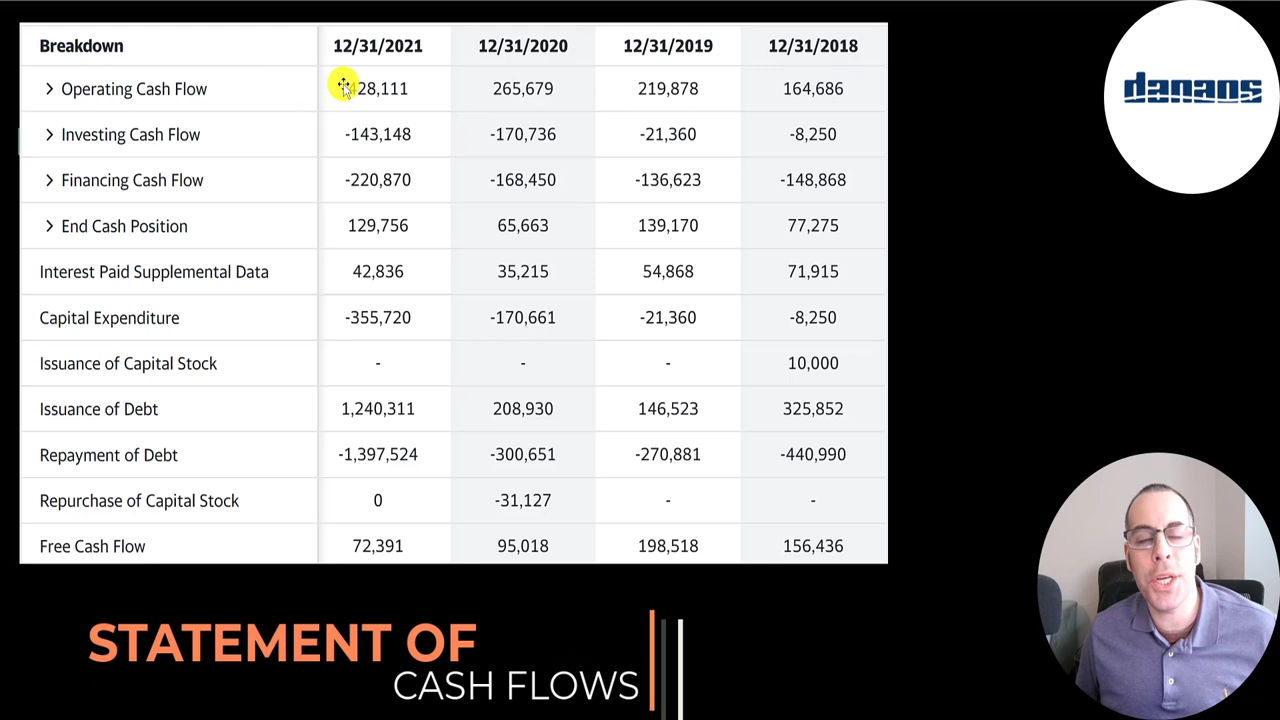 danaos
Breakdown 12/31/2021 12/31/2020 12/31/2019 12/31/2018
Operating Cash Flow 428,111 265,679 219,878 164,686
Investing Cash Flow -143,148 -170,736 -21,360 -8,250
Financing Cash Flow -220,870 -168,450 -136,623 -148,868
End Cash Position 129,756 65,663 139,170 77,275
Interest Paid Supplemental Data 42,836 35,215 54,868 71,915
Capital Expenditure -355,720 -170,661 -21,360 -8,250
Issuance of Capital Stock - - - 10,000
Issuance of Debt 1,240,311 208,930 146,523 325,852
Repayment of Debt -1,397,524 -300,651 -270,881 -440,990
Repurchase of Capital Stock 0 -31,127 - -
Free Cash Flow 72,391 95,018 198,518 156,436
STATEMENT OF
CASH FLOWS